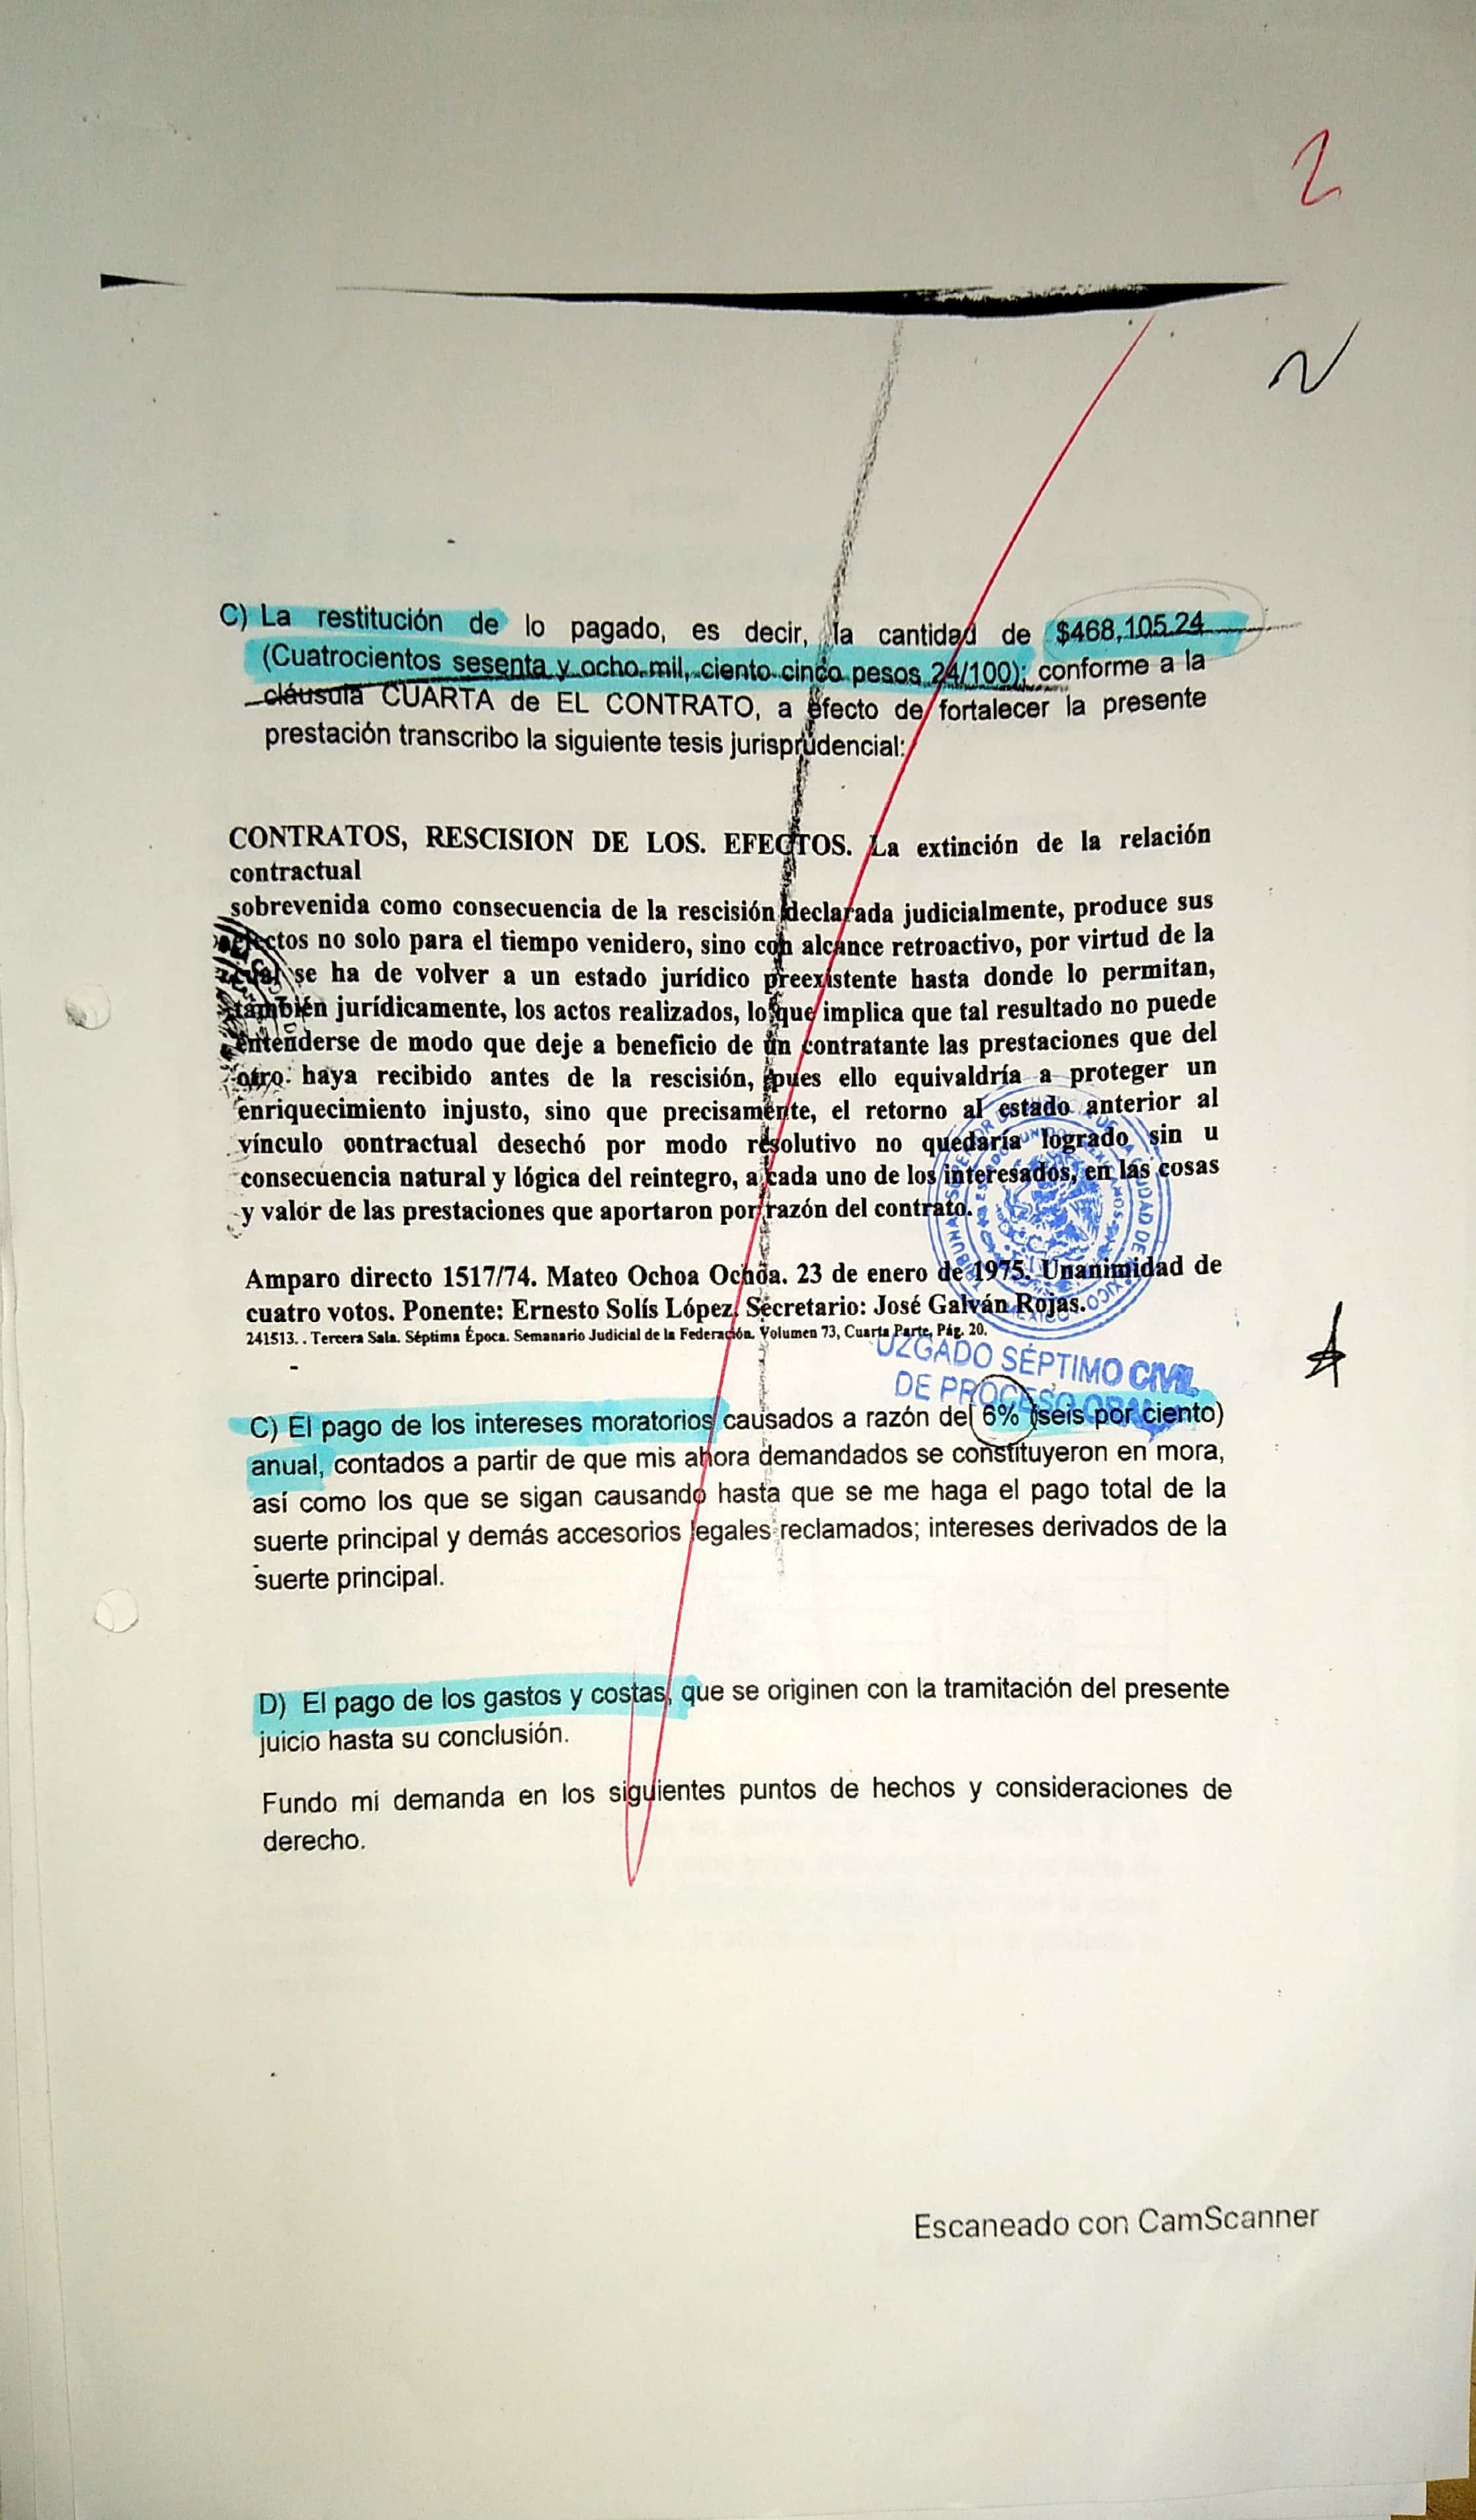 2
C) La restitución de lo pagado, es decir, la cantidad de $468,105.24
(Cuatrocientos sesenta y ocho mil, ciento cinco pesos 24/100); conforme a la
cláusula CUARTA de EL CONTRATO, a efecto de fortalecer la presente
prestación transcribo la siguiente tesis jurisprudencial:
CONTRATOS, RESCISION DE LOS. EFECTOS. La extinción de la relación
contractual
sobrevenida como consecuencia de la rescisión declarada judicialmente, produce sus
efectos no solo para el tiempo venidero, sino con alcance retroactivo, por virtud de la
cual se ha de volver a un estado jurídico preexistente hasta donde lo permitan,
también jurídicamente, los actos realizados, lo que implica que tal resultado no puede
entenderse de modo que deje a beneficio de un contratante las prestaciones que del
otro haya recibido antes de la rescisión, pues ello equivaldría a proteger un
enriquecimiento injusto, sino que precisamente, el retorno al estado anterior al
vínculo contractual desechó por modo resolutivo no quedaría logrado sin u
consecuencia natural y lógica del reintegro, a cada uno de los interesados, en las cosas
y valor de las prestaciones que aportaron por razón del contrato.
Amparo directo 1517/74. Mateo Ochoa Ochoa. 23 de enero de 1975. Unanimidad de
cuatro votos. Ponente: Ernesto Solís López. Secretario: José Galván Rojas.
241513. . Tercera Sala. Séptima Época. Semanario Judicial de la Federación. Volumen 73, Cuarta Parte, Pág. 20.
UZGADO SÉPTIMO CIVIL
DE PROCESO ORAL
C) El pago de los intereses moratorios causados a razón del 6% (seis por ciento)
anual, contados a partir de que mis ahora demandados se constituyeron en mora,
así como los que se sigan causando hasta que se me haga el pago total de la
suerte principal y demás accesorios legales reclamados; intereses derivados de la
suerte principal.
D) El pago de los gastos y costas, que se originen con la tramitación del presente
juicio hasta su conclusión.
Fundo mi demanda en los siguientes puntos de hechos y consideraciones de
derecho.
Escaneado con CamScanner